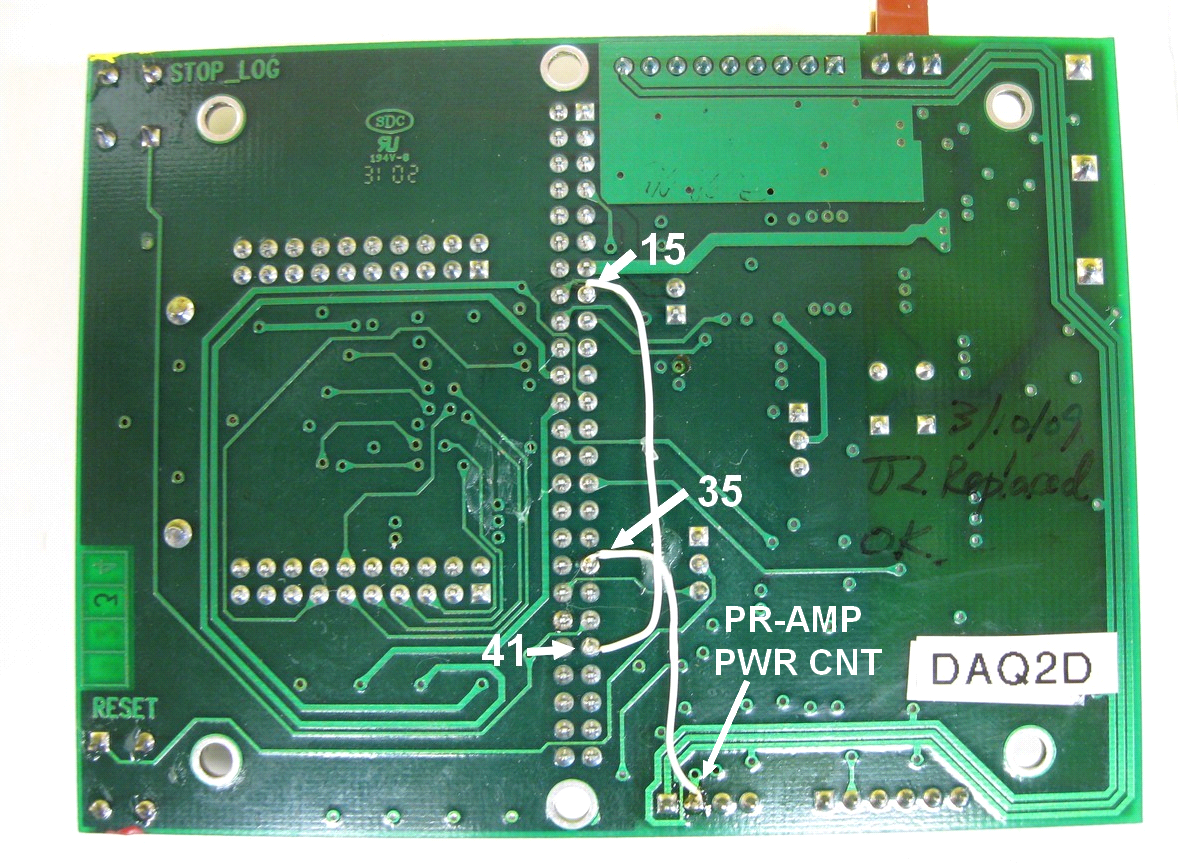 STOP_LOG
SDC
94V-0
31 02
15
3/10/09
35
U2 Replaced
OK.
4
3
PR-AMP
41
PWR CNT
DAQ2D
RESET